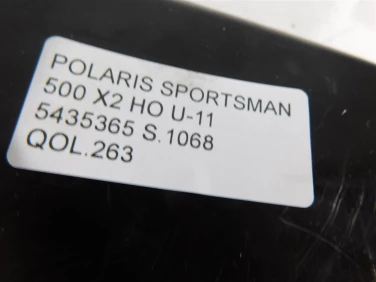 POLARIS SPORTSMAN
500 X2 HO U-11
5435365 S.1068
QOL.263